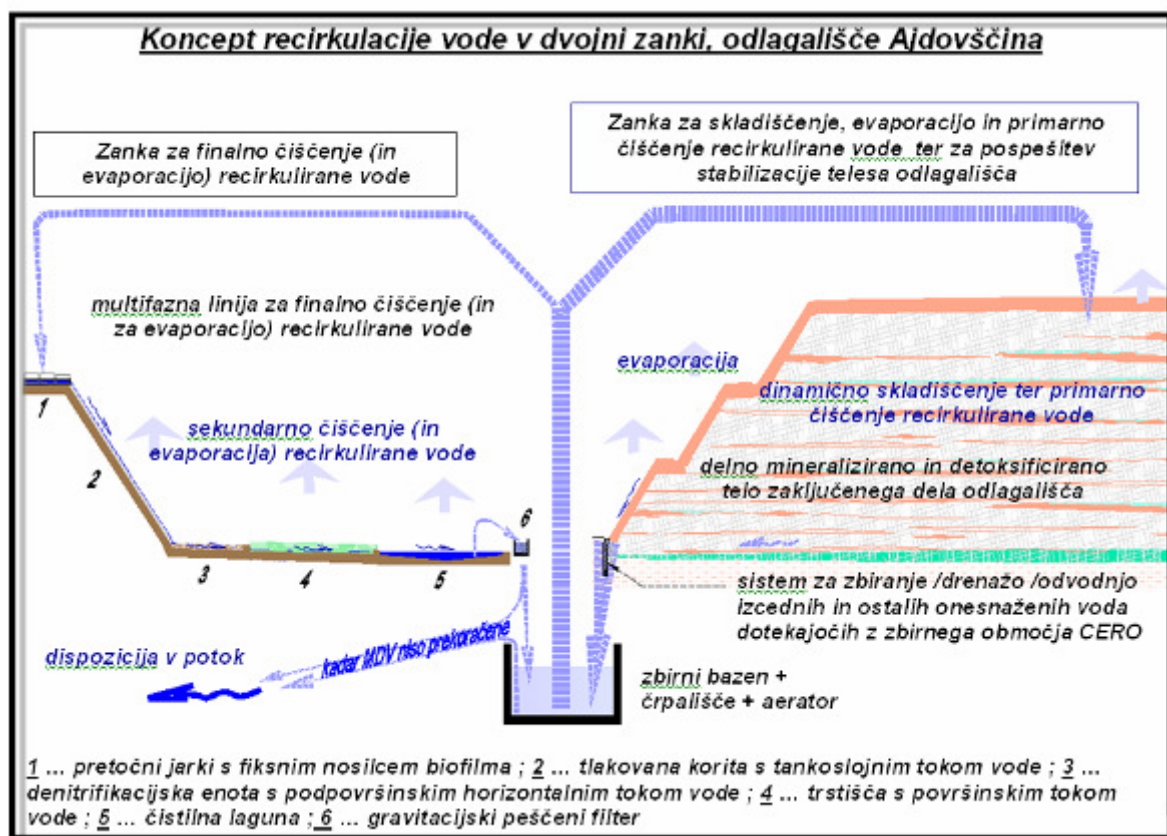 Koncept recirkulacije vode v dvojni zanki, odlagališče Ajdovščina
Zanka za finalno čiščenje (in
evaporacijo) recirkulirane vode
Zanka za skladiščenje, evaporacijo in primarno
čiščenje recirkulirane vode ter za pospešitev
stabilizacije telesa odlagališča
multifazna linija za finalno čiščenje (in
za evaporacijo) recirkulirane vode
evaporacija
dinamično skladiščenje ter primarno
čiščenje recirkulirane vode
1
sekundarno čiščenje (in
evaporacija) recirkulirane vode
2
delno mineralizirano in detoksificirano
telo zaključenega dela odlagališča
6
3
4
5
sistem za zbiranje /drenažo /odvodnjo
izcednih in ostalih onesnaženih voda
dotekajočih z zbirnega območja CERO
dispozicija v potok
kadar MDV niso prekoračene
zbirni bazen +
črpališče + aerator
1 ... pretočni jarki s fiksnim nosilcem biofilma ; 2 ... tlakovana korita s tankoslojnim tokom vode ; 3 ...
denitrifikacijska enota s podpovršinskim horizontalnim tokom vode ; 4 ... trstišča s površinskim tokom
vode ; 5 ... čistilna laguna ; 6 ... gravitacijski peščeni filter